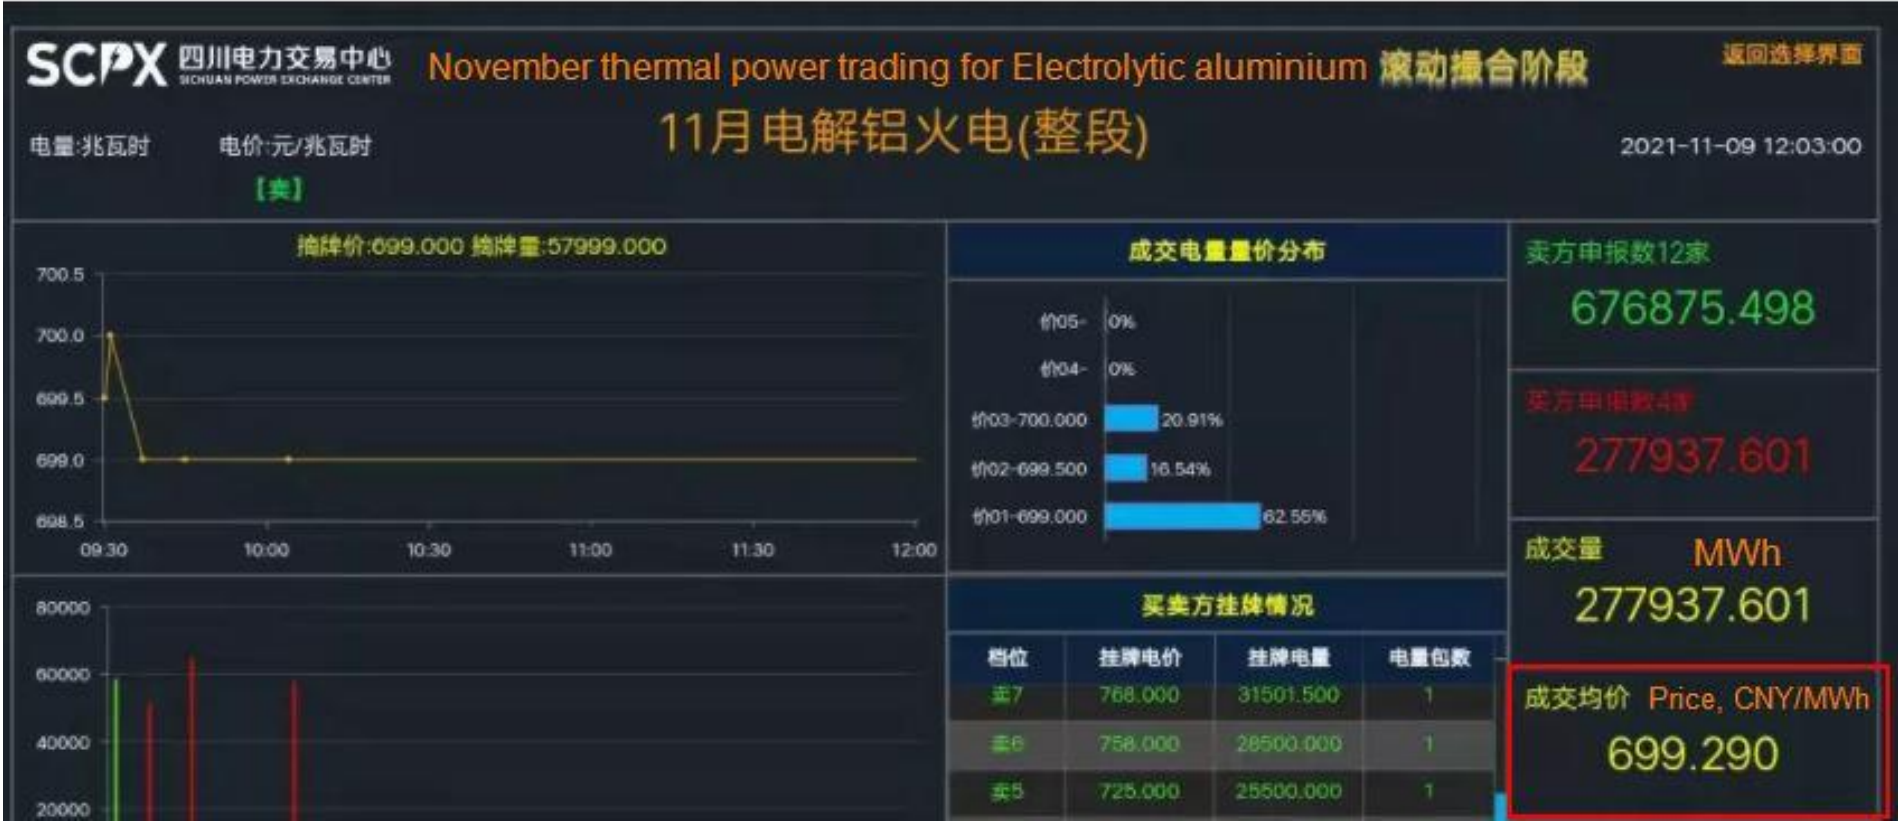 SCPX 四川电力交易中心
SICHUAN POWER EXCHANGE CENTER
November thermal power trading for Electrolytic aluminium 滚动撮合阶段
返回选择界面
11月电解铝火电(整段)
电量:兆瓦时 电价:元/兆瓦时
2021-11-09 12:03:00
【卖】
摘牌价:699.000 摘牌量:57999.000
700.5
700.0
699.5
699.0
698.5
09:30 10:00 10:30 11:00 11:30 12:00
80000
60000
40000
20000
成交电量量价分布
价05- 0%
价04- 0%
价03-700.000 20.91%
价02-699.500 16.54%
价01-699.000 62.55%
买卖方挂牌情况
档位 挂牌电价 挂牌电量 电量包数
卖7 768.000 31501.500 1
卖6 758.000 28500.000 1
卖5 725.000 25500.000 1
卖方申报数12家
676875.498
买方申报数4家
277937.601
成交量 MWh
277937.601
成交均价 Price, CNY/MWh
699.290